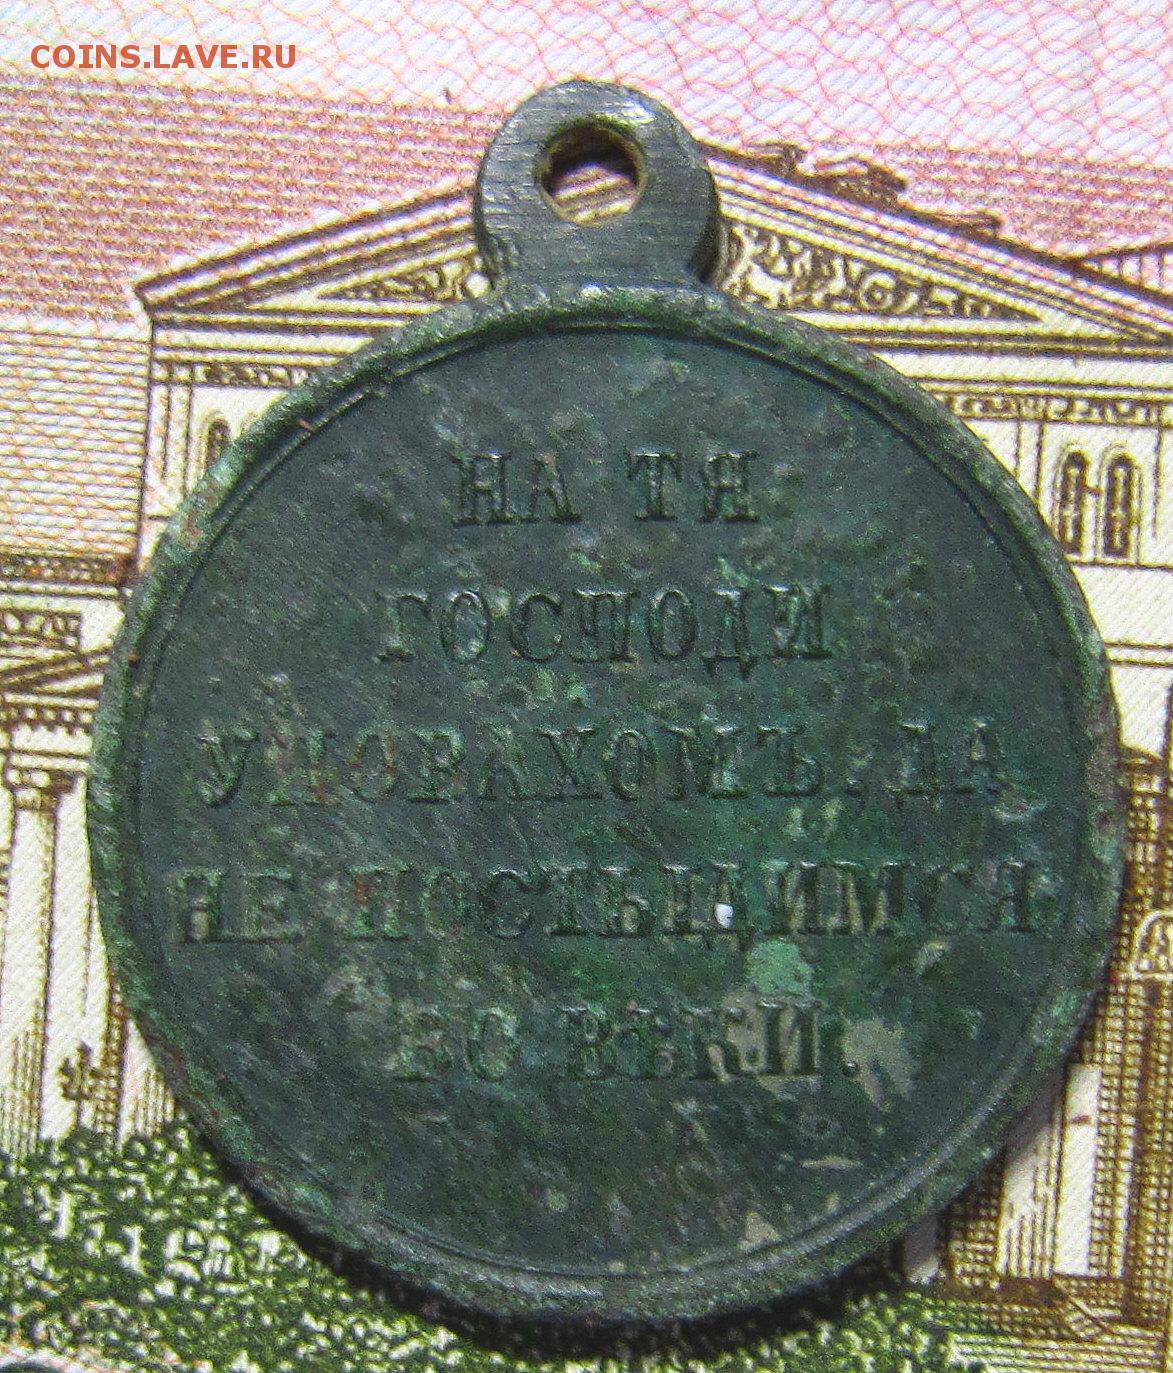 COINS.LAVE.RU
НА ТЯ
ГОСПОДИ
УПОВАХОМЪ, ДА
НЕ ПОСТЫДИМСЯ
ВО ВѢКИ.